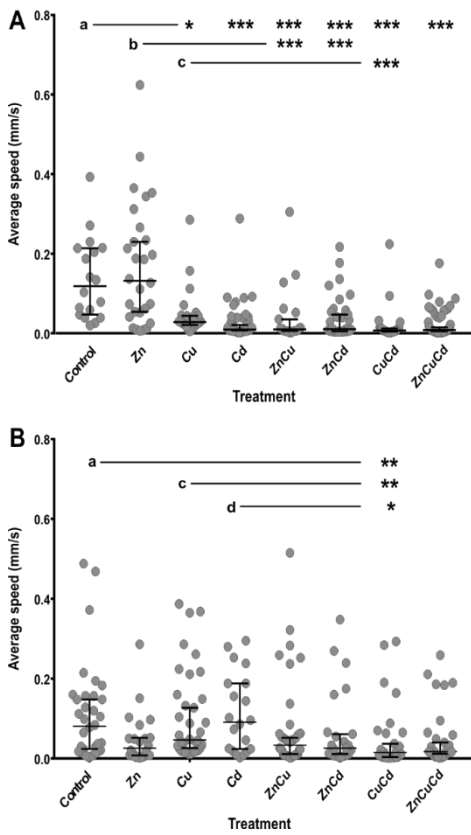 A
a * *** *** *** *** ***
b *** ***
c ***
0.8
0.6
0.4
0.2
0.0
Average speed (mm/s)
Control Zn Cu Cd ZnCu ZnCd CuCd ZnCuCd
Treatment
B
a **
c **
d *
0.8
0.6
0.4
0.2
0.0
Average speed (mm/s)
Control Zn Cu Cd ZnCu ZnCd CuCd ZnCuCd
Treatment